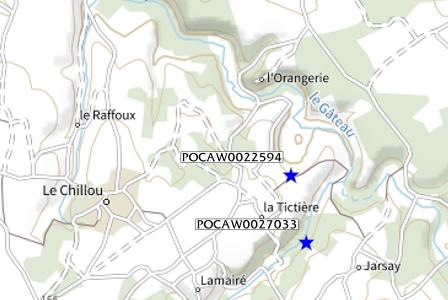 l'Orangerie
le Gâteau
le Raffoux
POCAW0022594
Le Chillou
la Tictière
POCAW0027033
Jarsay
Lamairé